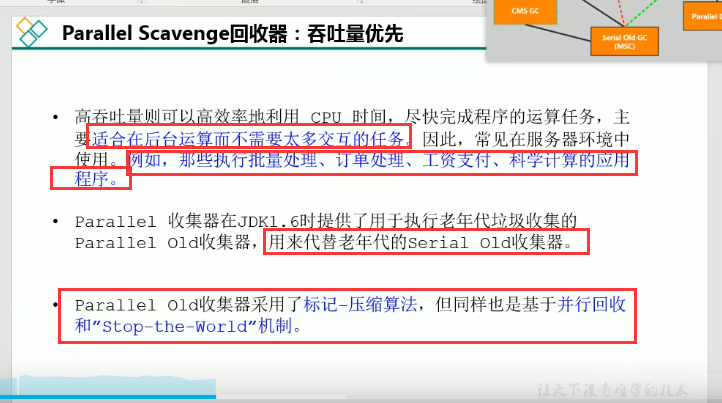 CMS GC
Serial Old GC
(MSC)
Parallel
Parallel Scavenge回收器：吞吐量优先
• 高吞吐量则可以高效率地利用 CPU 时间，尽快完成程序的运算任务，主
要适合在后台运算而不需要太多交互的任务。因此，常见在服务器环境中
使用。例如，那些执行批量处理、订单处理、工资支付、科学计算的应用
程序。
• Parallel 收集器在JDK1.6时提供了用于执行老年代垃圾收集的
Parallel Old收集器，用来代替老年代的Serial Old收集器。
• Parallel Old收集器采用了标记-压缩算法，但同样也是基于并行回收
和”Stop-the-World”机制。
让天下没有难学的技术